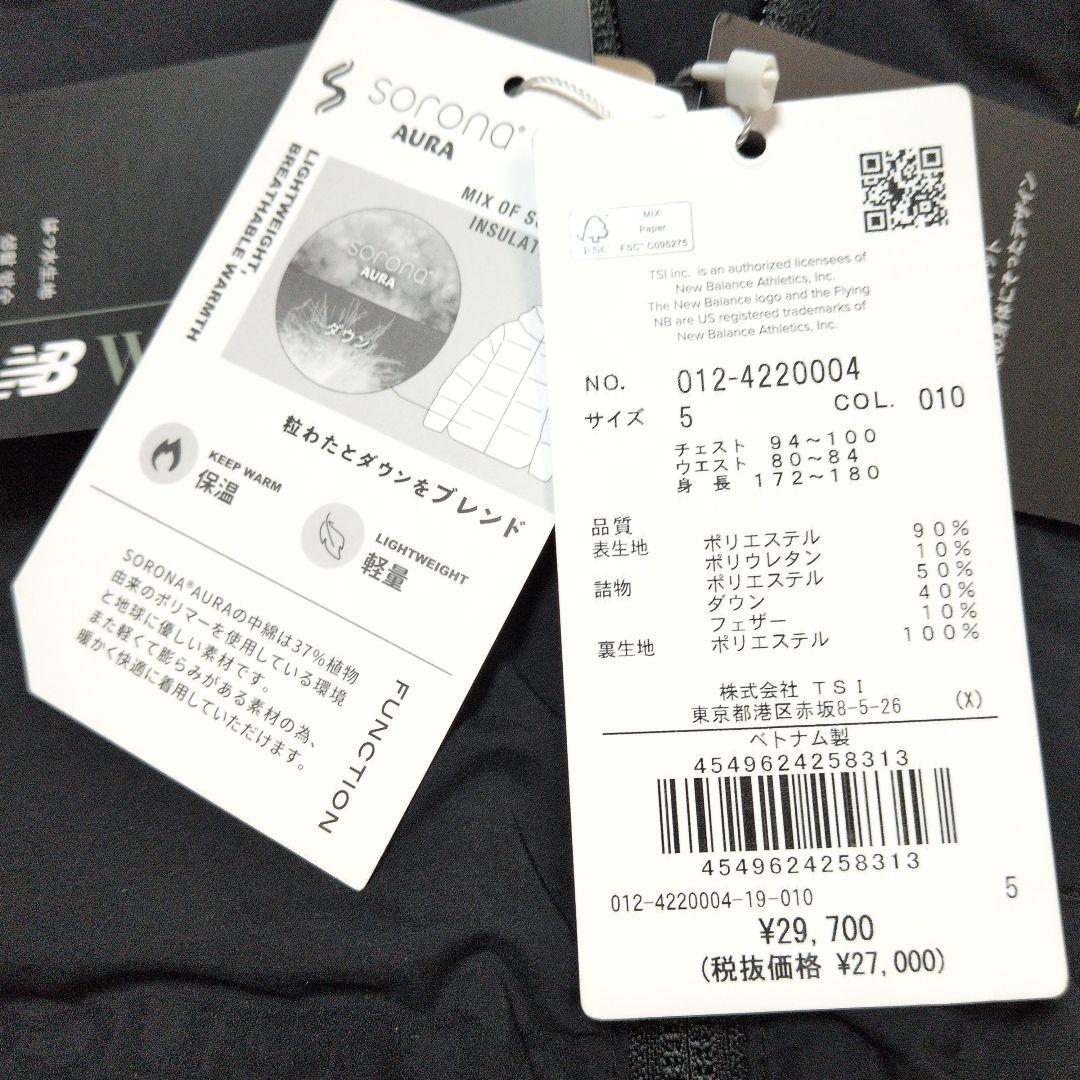 sorona®
AURA
LIGHTWEIGHT,
BREATHABLE WARMTH
MIX OF
sorona
AURA
ダウン
粒わたとダウンをブレンド
KEEP WARM
保温
LIGHTWEIGHT
軽量
SORONA®AURAの中綿は37%植物
由来のポリマーを使用している環境
と地球に優しい素材です。
また軽くて膨らみがある素材の為、
暖かく快適に着用していただけます。
FUNCTION
NB
はっ水生地
MIX
Paper
FSC
FSC® C095275
TSI Inc. is an authorized licensees of
New Balance Athletics, Inc.
The New Balance logo and the Flying
NB are US registered trademarks of
New Balance Athletics, Inc.
NO. 012-4220004
サイズ 5 COL. 010
チェスト 94～100
ウエスト 80～84
身 長 172～180
品質
表生地 ポリエステル 90%
ポリウレタン 10%
詰物 ポリエステル 50%
ダウン 40%
フェザー 10%
裏生地 ポリエステル 100%
株式会社 TSI
東京都港区赤坂8-5-26 (X)
ベトナム製
4549624258313
4549624258313
012-4220004-19-010 5
¥29,700
(税抜価格 ¥27,000)